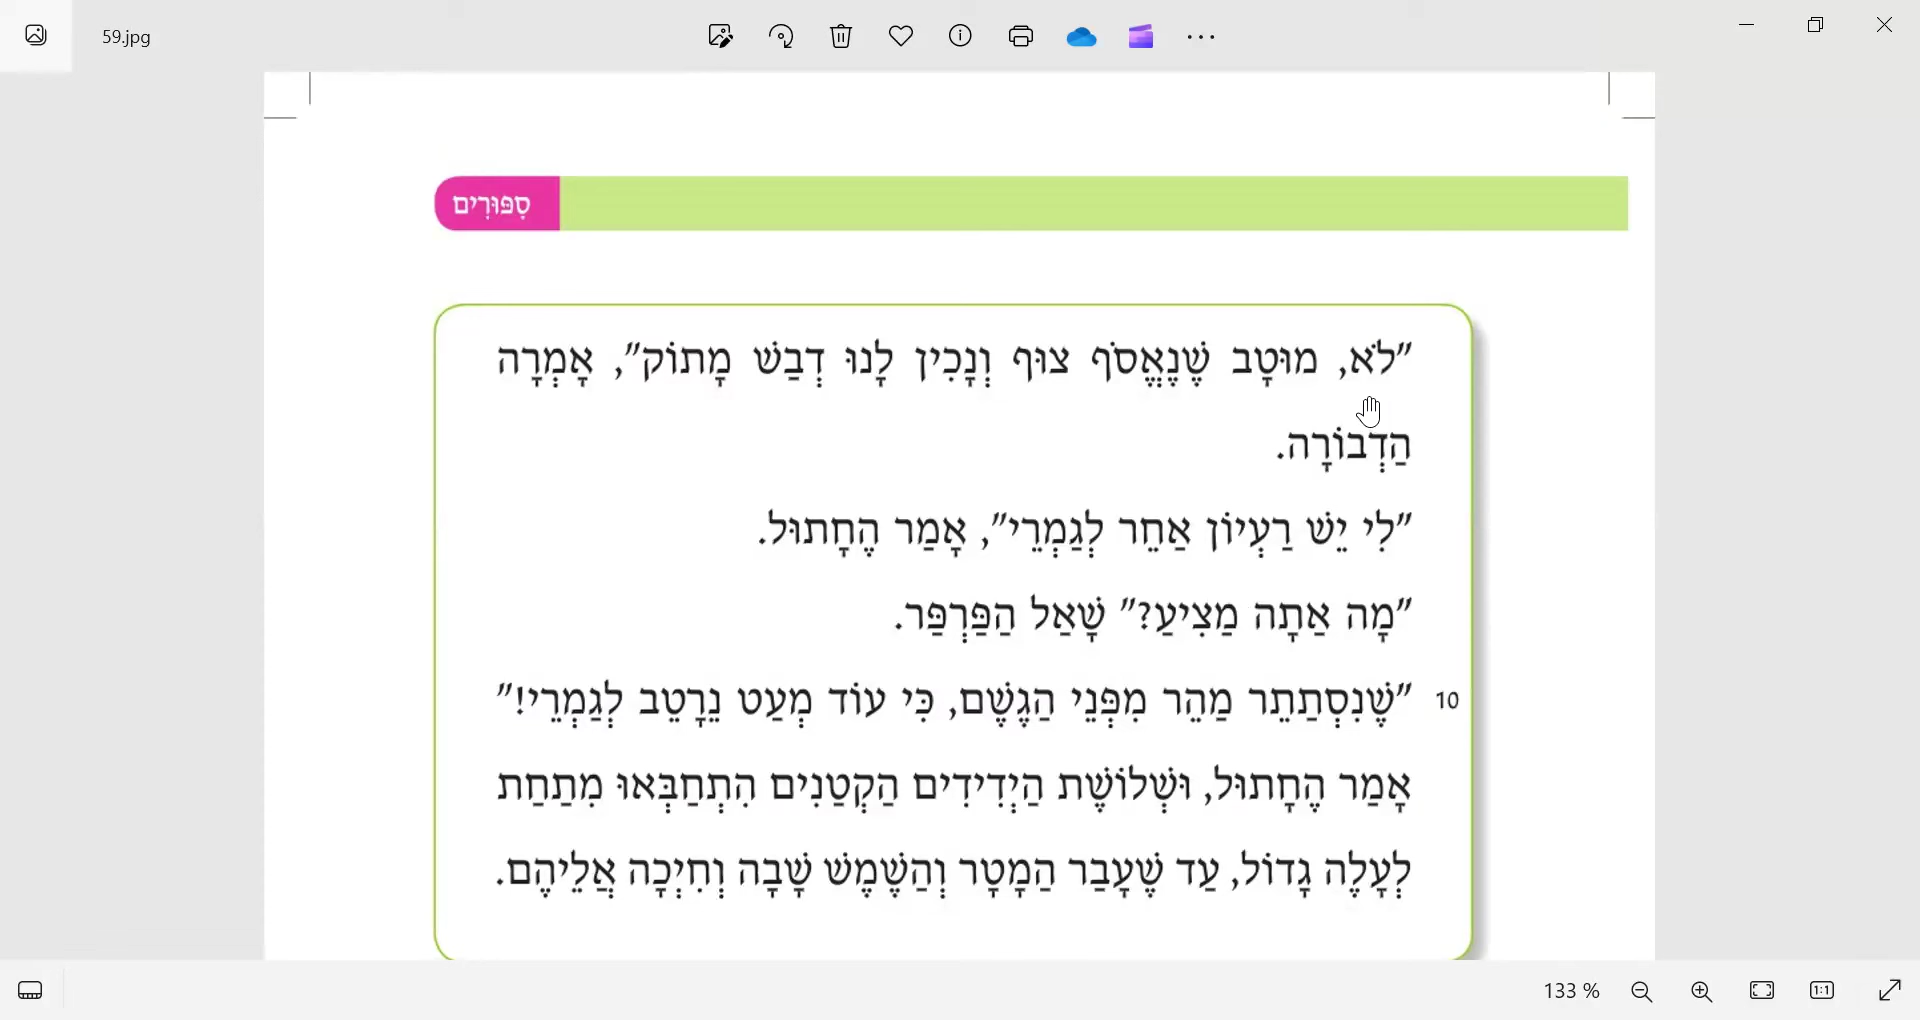 59.jpg
סִפּוּרִים
"לֹא, מוּטָב שֶׁנֶּאֱסֹף צוּף וְנָכִין לָנוּ דְבַשׁ מָתוֹק", אָמְרָה
הַדְּבוֹרָה.
"לִי יֵשׁ רַעְיוֹן אַחֵר לְגַמְרֵי", אָמַר הֶחָתוּל.
"מָה אַתָּה מַצִּיעַ?" שָׁאַל הַפַּרְפַּר.
10 "שֶׁנִּסְתַּתֵּר מַהֵר מִפְּנֵי הַגֶּשֶׁם, כִּי עוֹד מְעַט נֵרָטֵב לְגַמְרֵי!"
אָמַר הֶחָתוּל, וּשְׁלוֹשֶׁת הַיְּדִידִים הַקְּטַנִּים הִתְחַבְּאוּ מִתַּחַת
לְעָלֶה גָּדוֹל, עַד שֶׁעָבַר הַמָּטָר וְהַשֶּׁמֶשׁ שָׁבָה וְחִיְּכָה אֲלֵיהֶם.
133 %